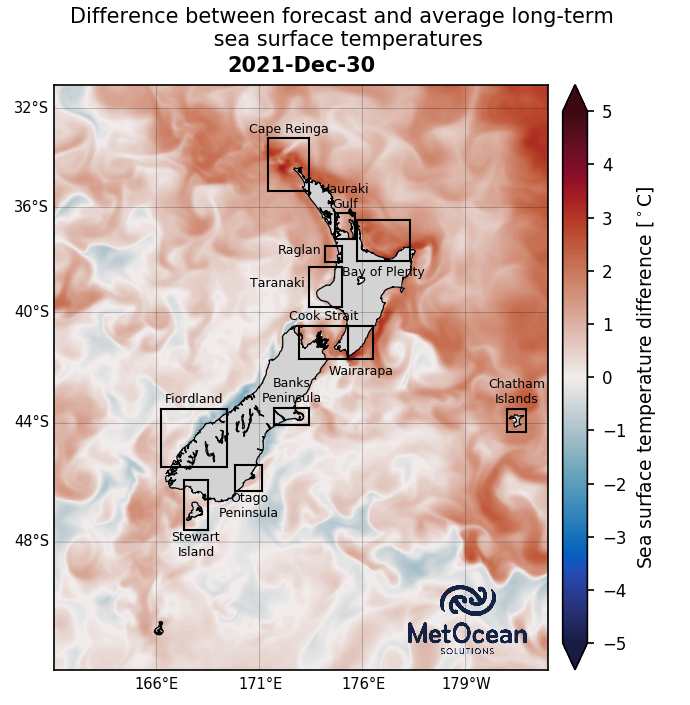 Difference between forecast and average long-term
sea surface temperatures
2021-Dec-30
32°S
36°S
40°S
44°S
48°S
166°E
171°E
176°E
179°W
Cape Reinga
Hauraki
Gulf
Raglan
Bay of Plenty
Taranaki
Cook Strait
Wairarapa
Banks
Peninsula
Fiordland
Chatham
Islands
Otago
Peninsula
Stewart
Island
MetOcean
SOLUTIONS
5
4
3
2
1
0
−1
−2
−3
−4
−5
Sea surface temperature difference [°C]